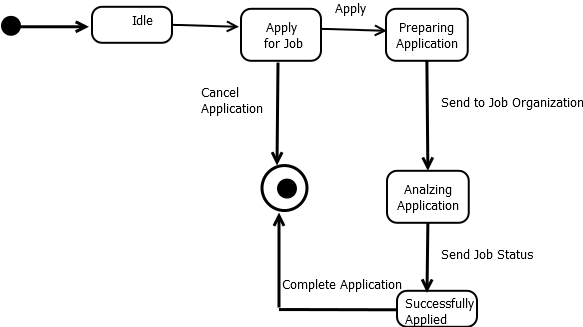 Idle
Apply
for Job
Apply
Preparing
Application
Cancel
Application
Send to Job Organization
Analzing
Application
Send Job Status
Complete Application
Successfully
Applied